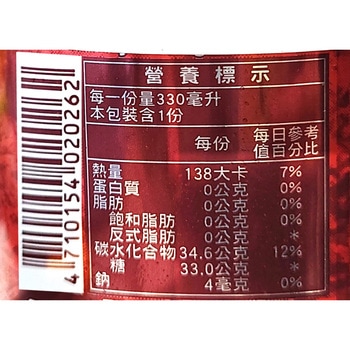 營養標示
每一份量330毫升
本包裝含1份
每份 每日參考值百分比
熱量 138大卡 7%
蛋白質 0公克 0%
脂肪 0公克 0%
飽和脂肪 0公克 0%
反式脂肪 0公克 *
碳水化合物 34.6公克 12%
糖 33.0公克 *
鈉 4毫克 0%
4 710154 020262